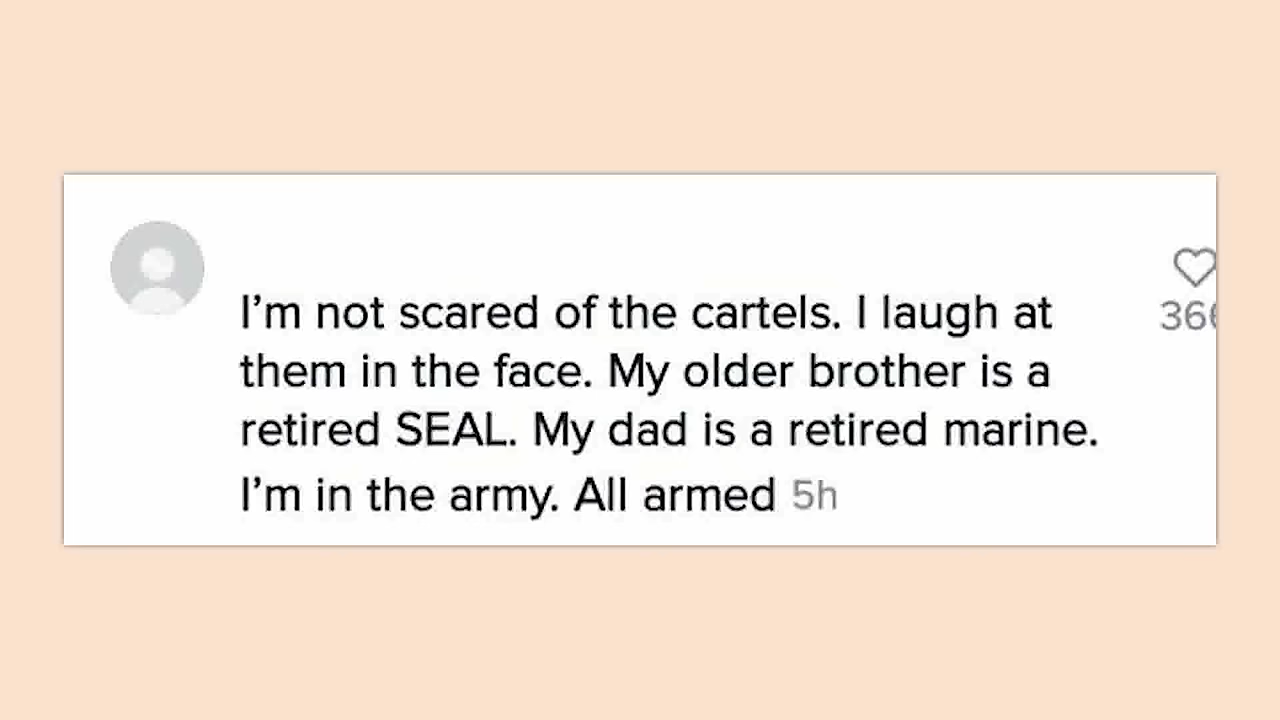 I'm not scared of the cartels. I laugh at
them in the face. My older brother is a
retired SEAL. My dad is a retired marine.
I'm in the army. All armed 5h